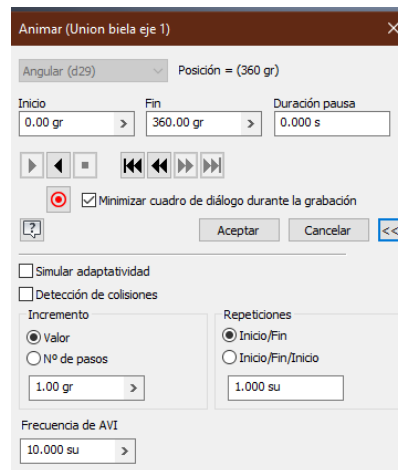 Animar (Union biela eje 1)
Angular (d29) Posición = (360 gr)
Inicio Fin Duración pausa
0.00 gr 360.00 gr 0.000 s
Minimizar cuadro de diálogo durante la grabación
Aceptar Cancelar <<
Simular adaptatividad
Detección de colisiones
Incremento Repeticiones
Valor Inicio/Fin
Nº de pasos Inicio/Fin/Inicio
1.00 gr 1.000 su
Frecuencia de AVI
10.000 su